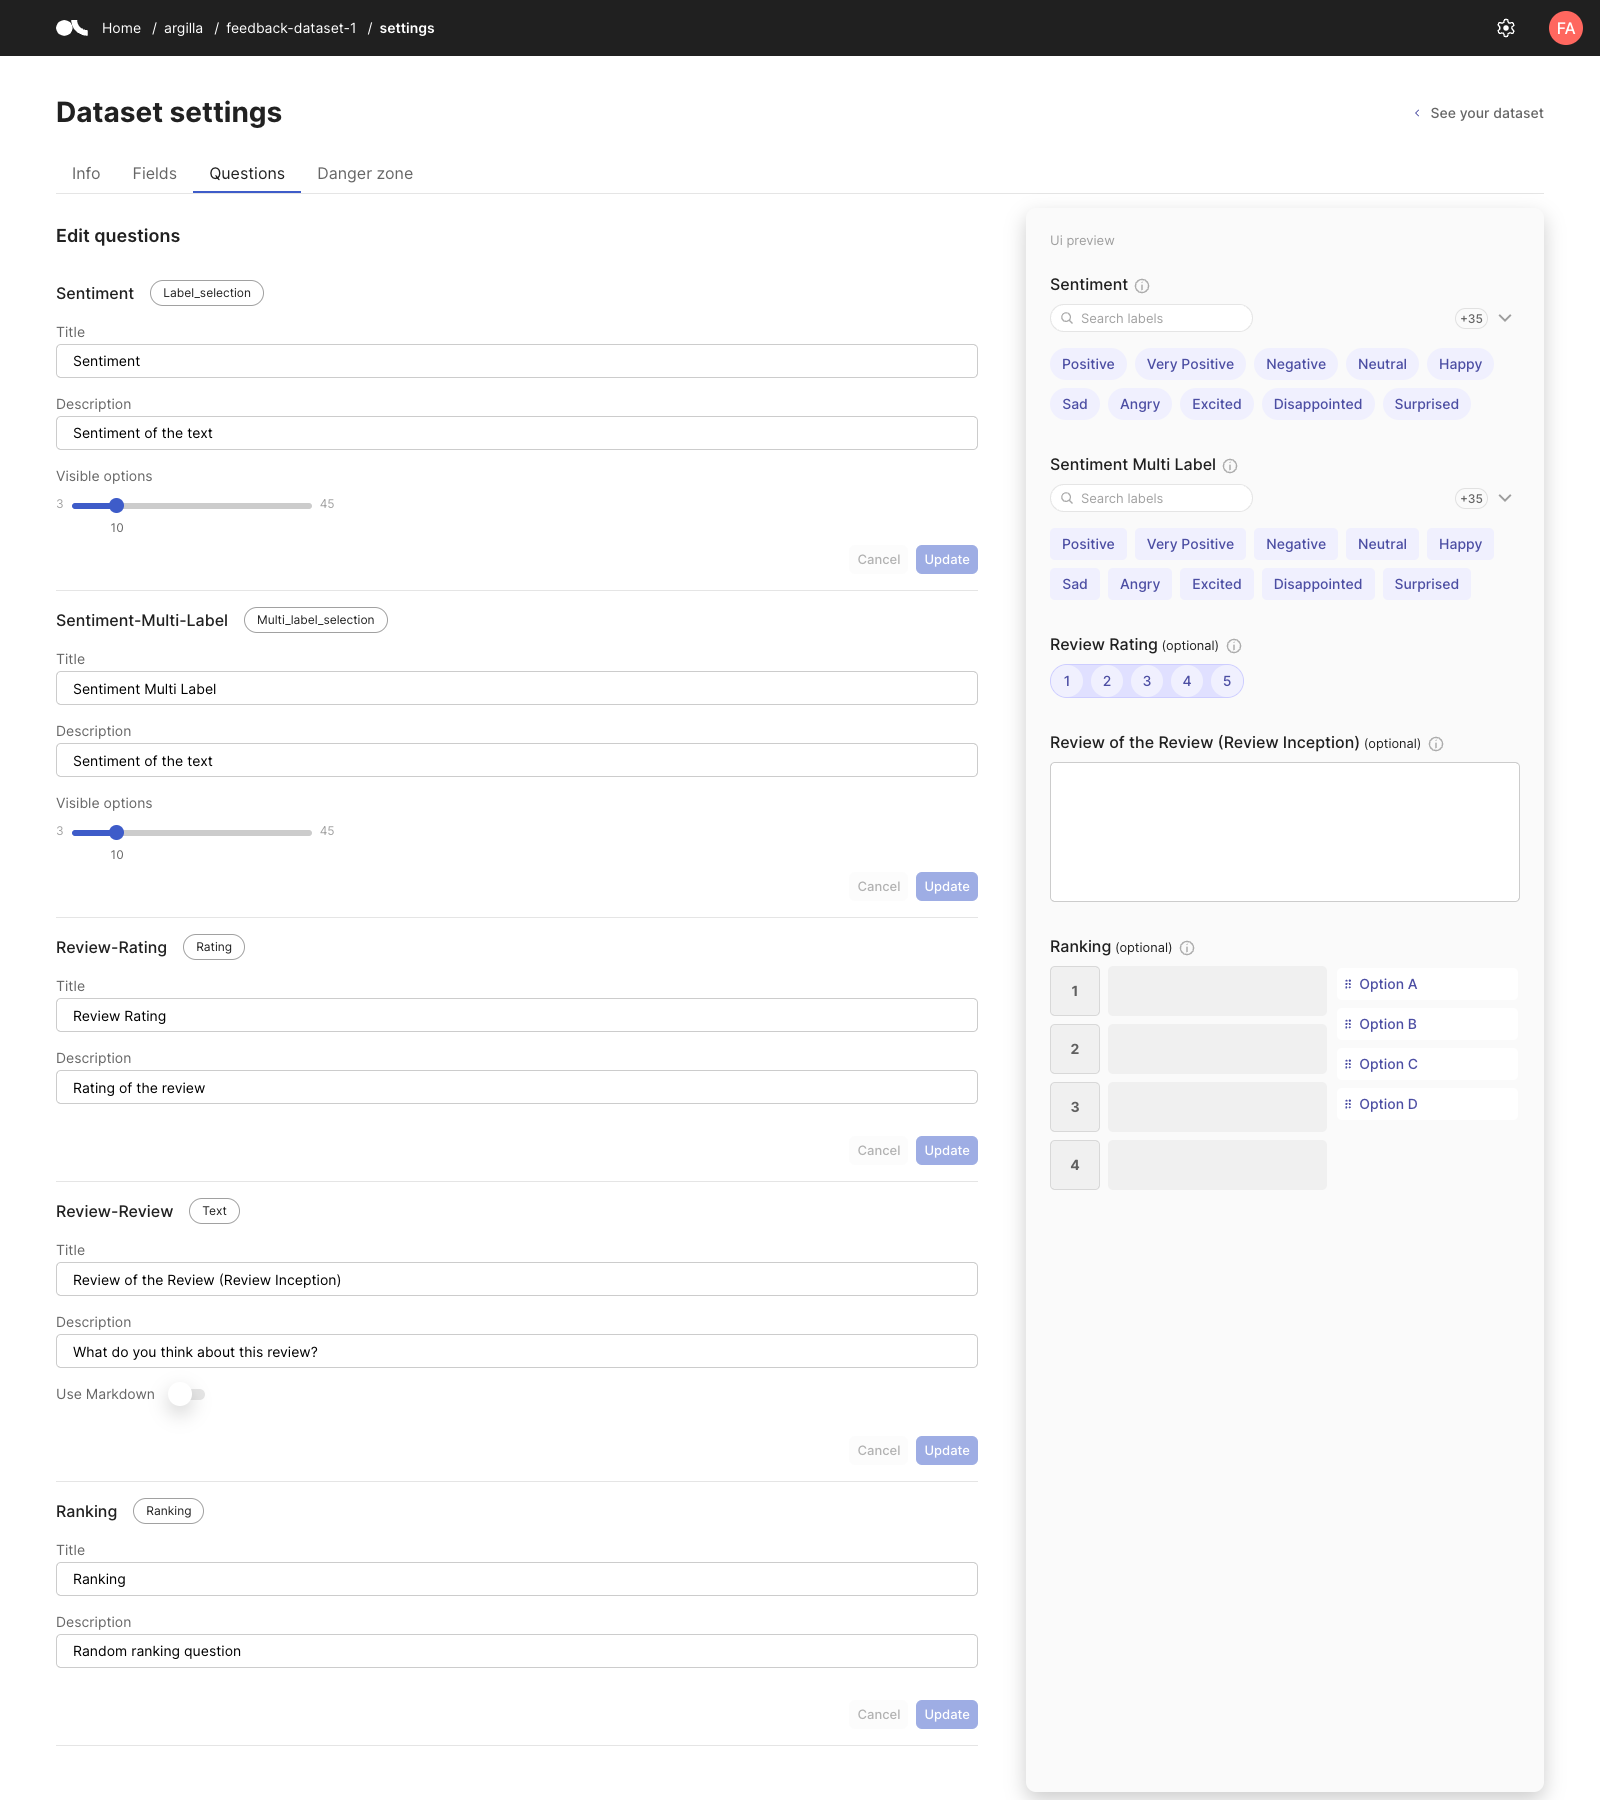 Home / argilla / feedback-dataset-1 / settings
FA
Dataset settings
See your dataset
Info Fields Questions Danger zone
Edit questions
Sentiment Label_selection
Title
Sentiment
Description
Sentiment of the text
Visible options
3 45
10
Cancel Update
Sentiment-Multi-Label Multi_label_selection
Title
Sentiment Multi Label
Description
Sentiment of the text
Visible options
3 45
10
Cancel Update
Review-Rating Rating
Title
Review Rating
Description
Rating of the review
Cancel Update
Review-Review Text
Title
Review of the Review (Review Inception)
Description
What do you think about this review?
Use Markdown
Cancel Update
Ranking Ranking
Title
Ranking
Description
Random ranking question
Cancel Update
Ui preview
Sentiment
Search labels +35
Positive Very Positive Negative Neutral Happy
Sad Angry Excited Disappointed Surprised
Sentiment Multi Label
Search labels +35
Positive Very Positive Negative Neutral Happy
Sad Angry Excited Disappointed Surprised
Review Rating (optional)
1 2 3 4 5
Review of the Review (Review Inception) (optional)
Ranking (optional)
1 Option A
2 Option B
3 Option C
4 Option D